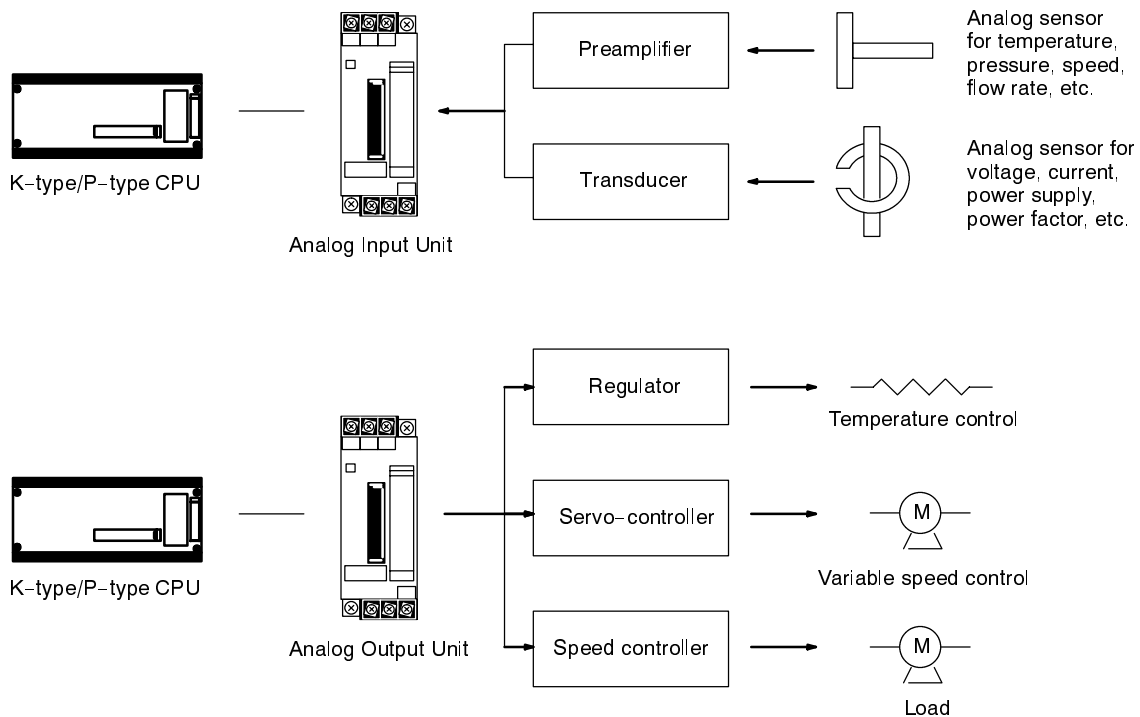 Analog sensor
for temperature,
pressure, speed,
flow rate, etc.
Preamplifier
K–type/P–type CPU
Transducer
Analog sensor for
voltage, current,
power supply,
power factor, etc.
Analog Input Unit
Regulator
Temperature control
K–type/P–type CPU
Servo–controller
M
Variable speed control
Analog Output Unit
Speed controller
M
Load